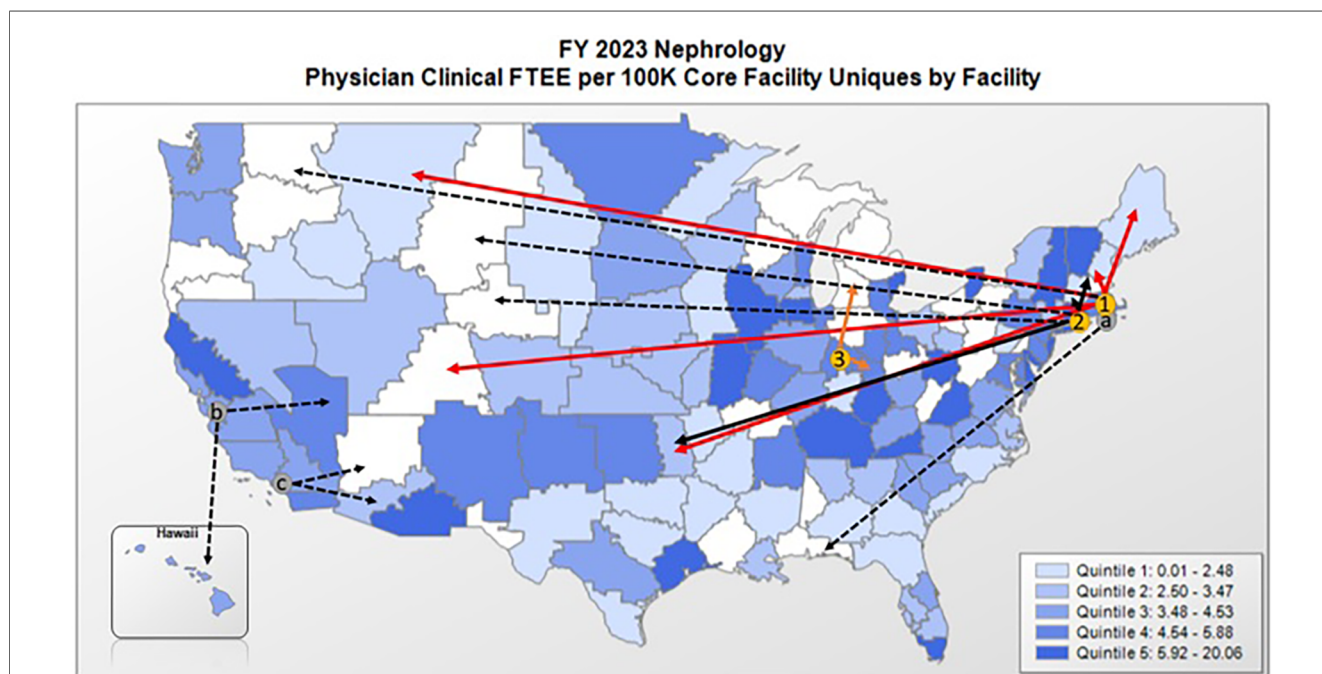 FY 2023 Nephrology
Physician Clinical FTEE per 100K Core Facility Uniques by Facility
1
2
a
3
b
c
Hawaii
Quintile 1: 0.01 - 2.48
Quintile 2: 2.50 - 3.47
Quintile 3: 3.48 - 4.53
Quintile 4: 4.54 - 5.88
Quintile 5: 5.92 - 20.06